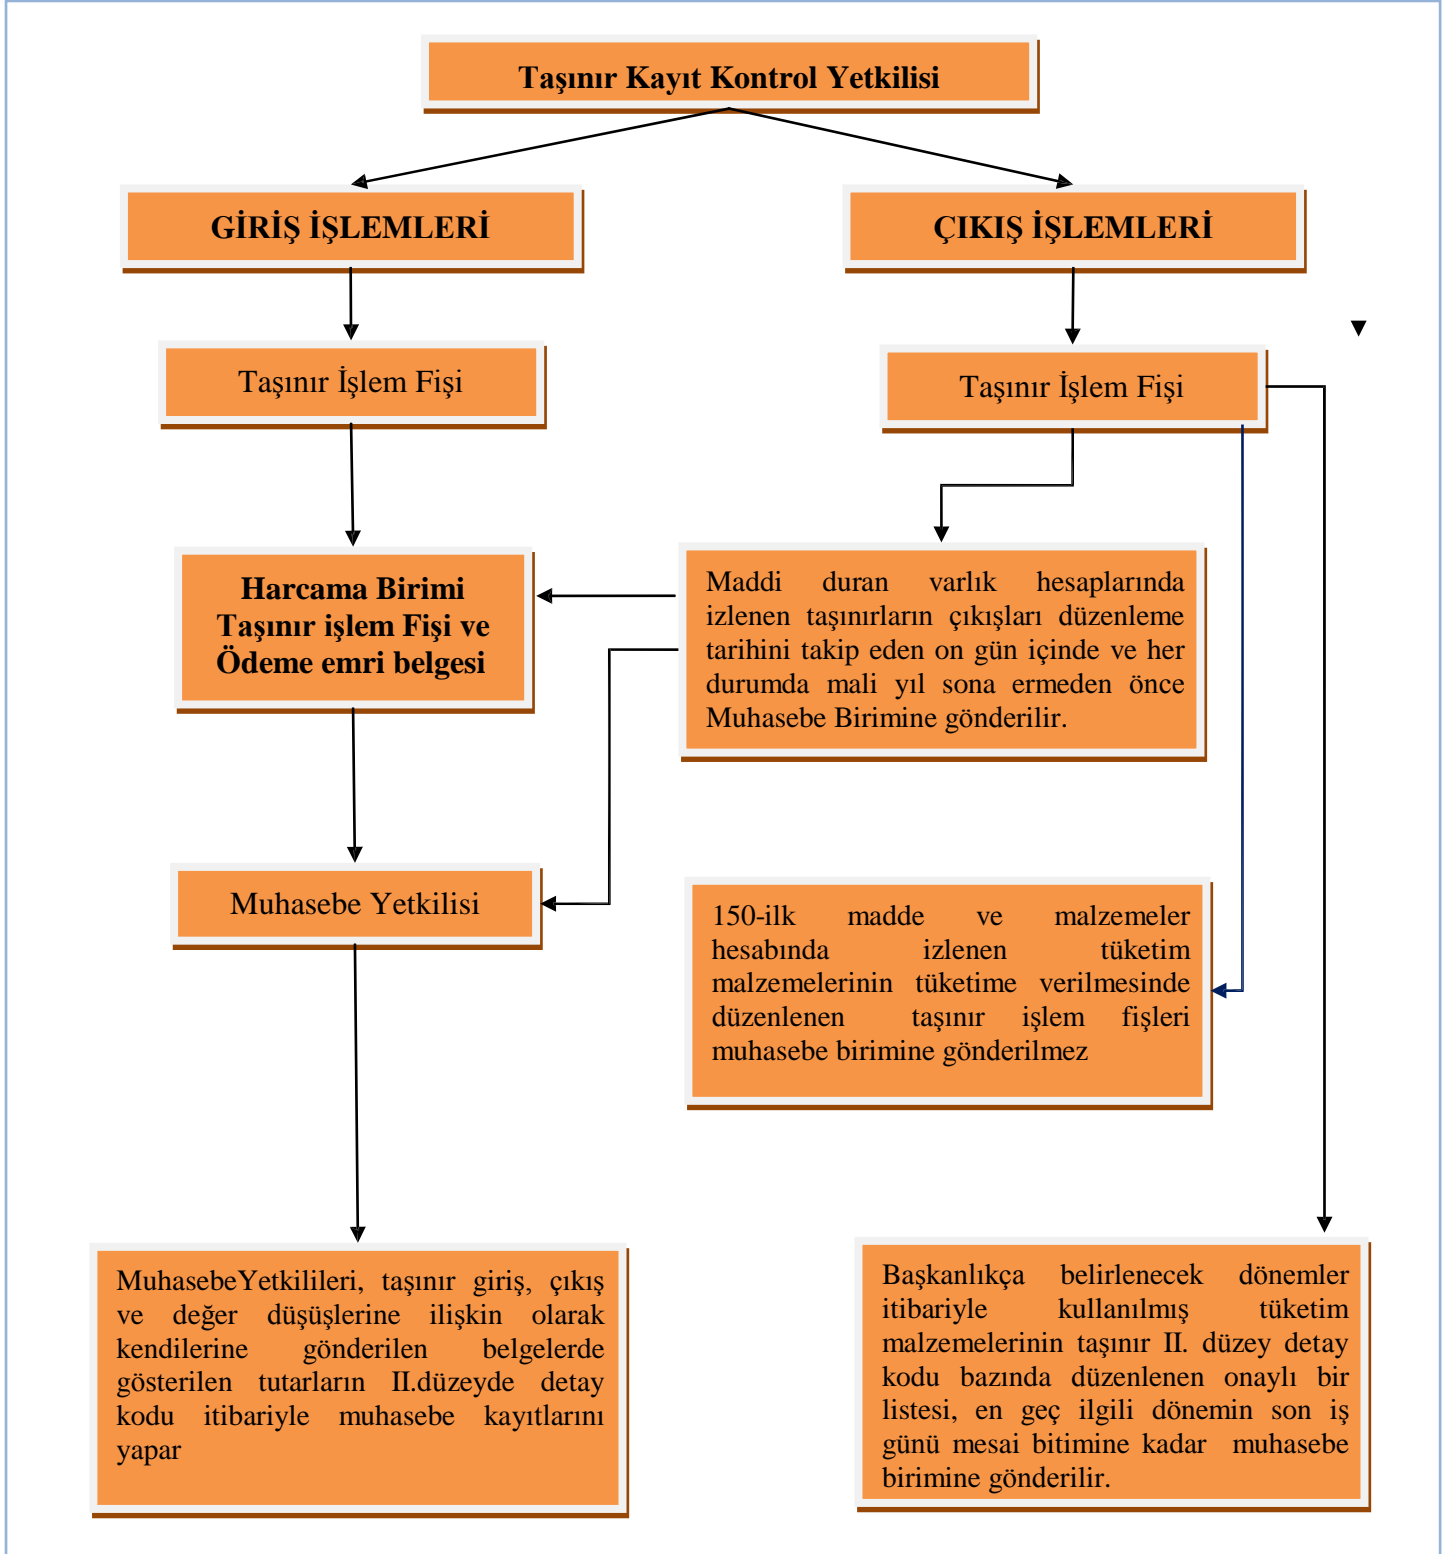 Taşınır Kayıt Kontrol Yetkilisi
GİRİŞ İŞLEMLERİ
ÇIKIŞ İŞLEMLERİ
Taşınır İşlem Fişi
Taşınır İşlem Fişi
Harcama Birimi
Taşınır işlem Fişi ve
Ödeme emri belgesi
Maddi duran varlık hesaplarında
izlenen taşınırların çıkışları düzenleme
tarihini takip eden on gün içinde ve her
durumda mali yıl sona ermeden önce
Muhasebe Birimine gönderilir.
Muhasebe Yetkilisi
150-ilk madde ve malzemeler
hesabında izlenen tüketim
malzemelerinin tüketime verilmesinde
düzenlenen taşınır işlem fişleri
muhasebe birimine gönderilmez
MuhasebeYetkilileri, taşınır giriş, çıkış
ve değer düşüşlerine ilişkin olarak
kendilerine gönderilen belgelerde
gösterilen tutarların II.düzeyde detay
kodu itibariyle muhasebe kayıtlarını
yapar
Başkanlıkça belirlenecek dönemler
itibariyle kullanılmış tüketim
malzemelerinin taşınır II. düzey detay
kodu bazında düzenlenen onaylı bir
listesi, en geç ilgili dönemin son iş
günü mesai bitimine kadar muhasebe
birimine gönderilir.